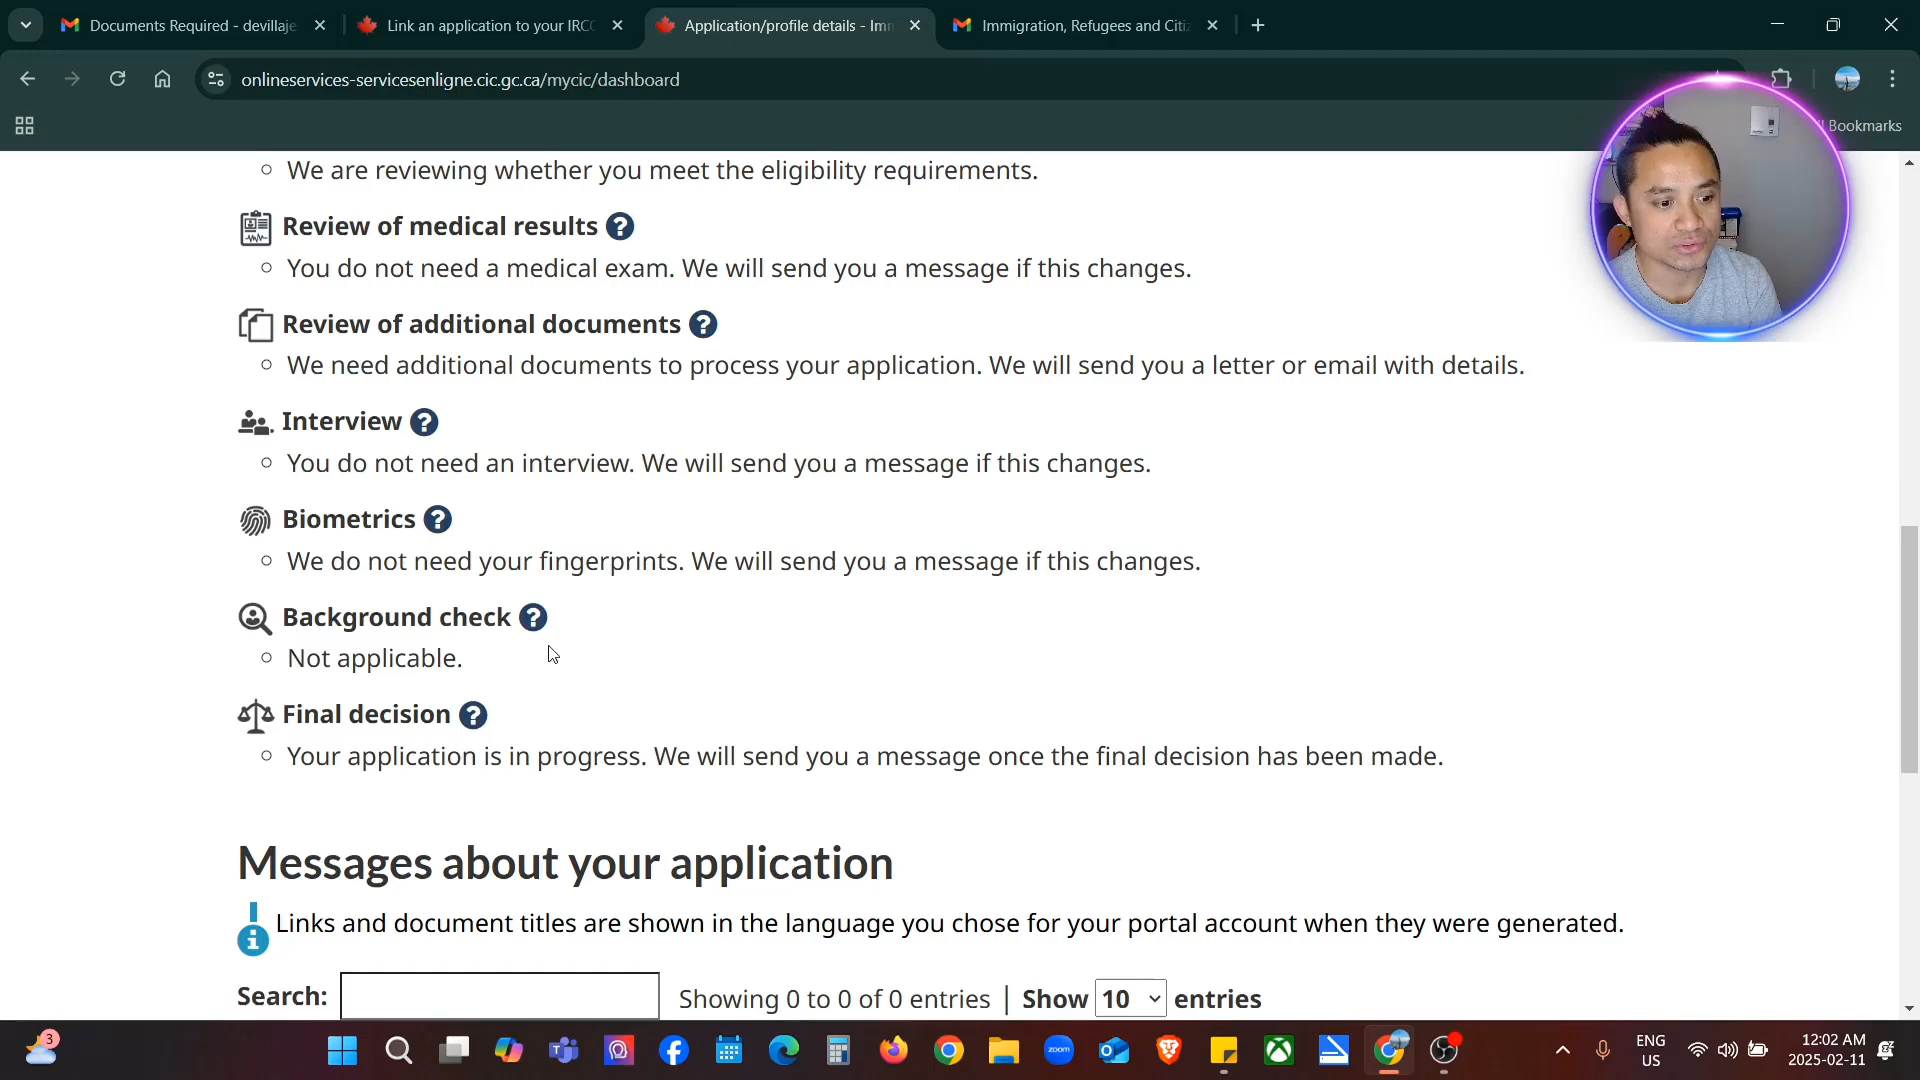 Documents Required - devillaje
Link an application to your IRCC
Application/profile details - Imm
Immigration, Refugees and Citiz
onlineservices-servicesenligne.cic.gc.ca/mycic/dashboard
Bookmarks
We are reviewing whether you meet the eligibility requirements.
Review of medical results ?
You do not need a medical exam. We will send you a message if this changes.
Review of additional documents ?
We need additional documents to process your application. We will send you a letter or email with details.
Interview ?
You do not need an interview. We will send you a message if this changes.
Biometrics ?
We do not need your fingerprints. We will send you a message if this changes.
Background check ?
Not applicable.
Final decision ?
Your application is in progress. We will send you a message once the final decision has been made.
Messages about your application
Links and document titles are shown in the language you chose for your portal account when they were generated.
Search: Showing 0 to 0 of 0 entries | Show 10 entries
3
zoom
ENG
US
12:02 AM
2025-02-11